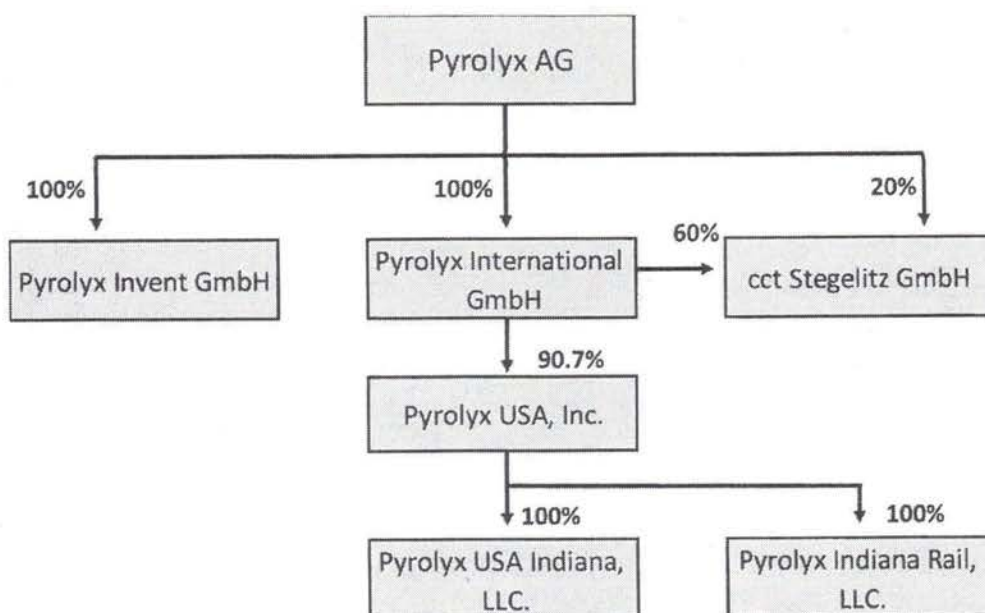 Pyrolyx AG
100%
100%
20%
Pyrolyx Invent GmbH
Pyrolyx International
GmbH
60%
cct Stegelitz GmbH
90.7%
Pyrolyx USA, Inc.
100%
100%
Pyrolyx USA Indiana,
LLC.
Pyrolyx Indiana Rail,
LLC.